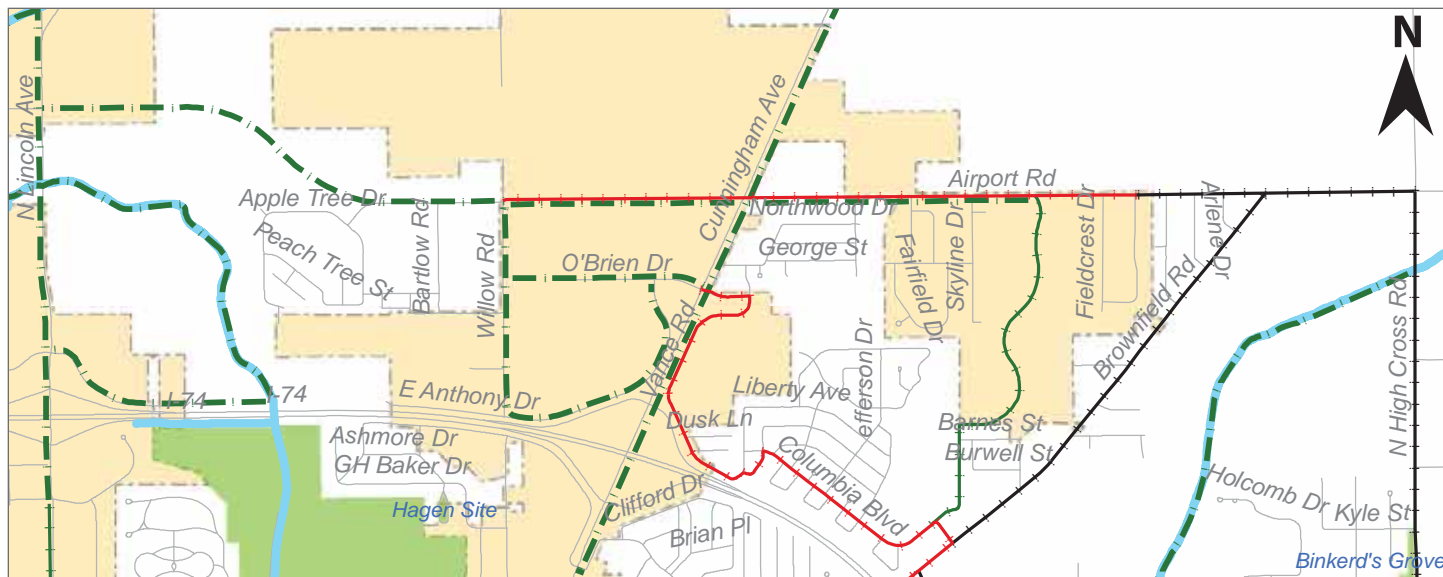 N
N Lincoln Ave
Cunningham Ave
Airport Rd
Apple Tree Dr
Northwood Dr
Bartlow Rd
Peach Tree St
George St
Fairfield Dr
Skyline Dr
Fieldcrest Dr
Arlene Dr
O'Brien Dr
Willow Rd
Vance Rd
Brownfield Rd
N High Cross Rd
I-74
I-74
E Anthony Dr
Liberty Ave
efferson Dr
Dusk Ln
Barnes St
Burwell St
Ashmore Dr
GH Baker Dr
Columbia Blvd
Clifford Dr
Hagen Site
Brian Pl
Holcomb Dr
Kyle St
Binkerd's Grove